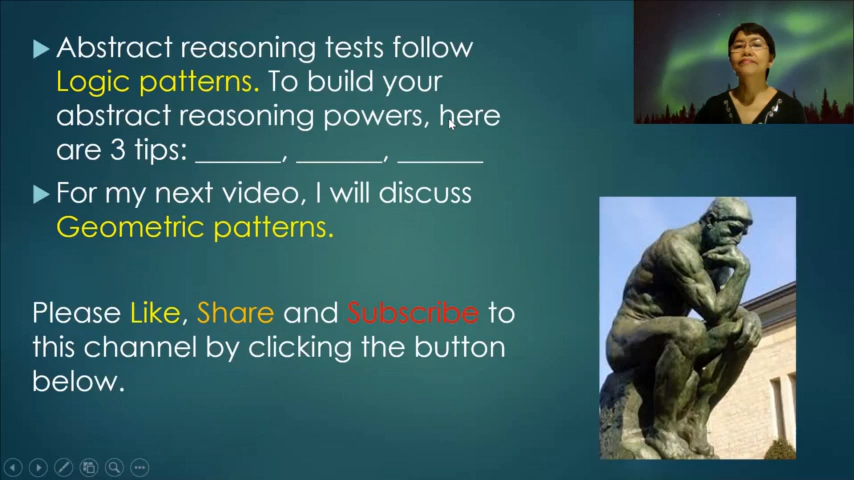 Abstract reasoning tests follow
Logic patterns. To build your
abstract reasoning powers, here
are 3 tips: ______, ______, ______
For my next video, I will discuss
Geometric patterns.
Please Like, Share and Subscribe to
this channel by clicking the button
below.